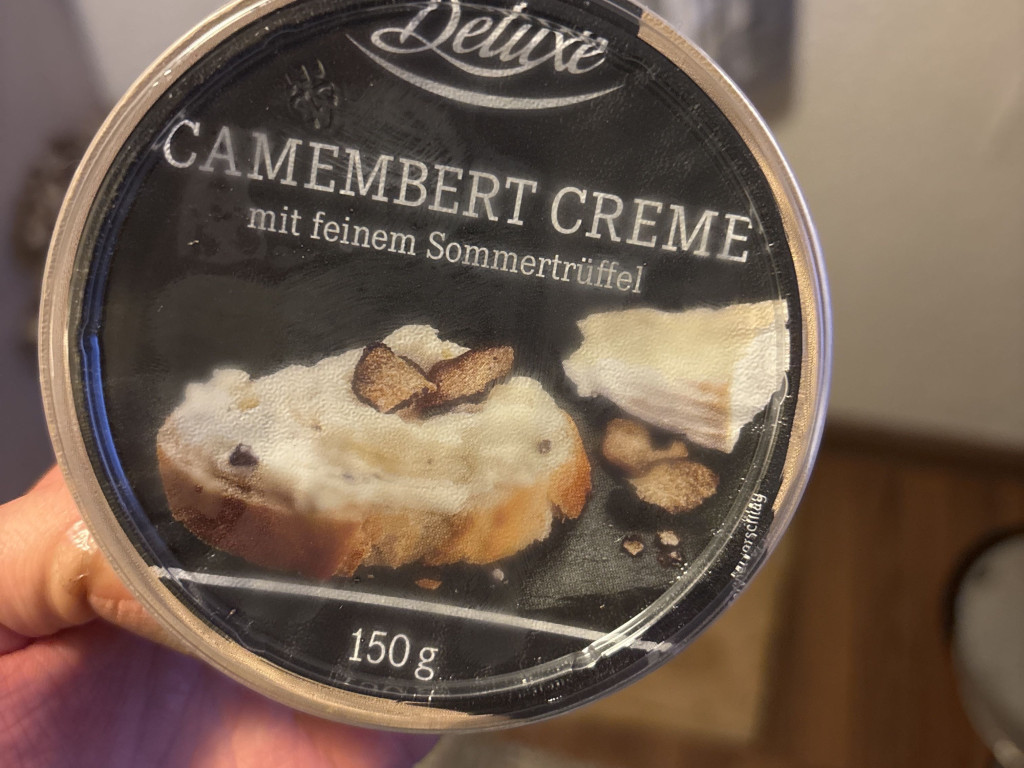 Deluxe
CAMEMBERT CREME
mit feinem Sommertrüffel
150 g